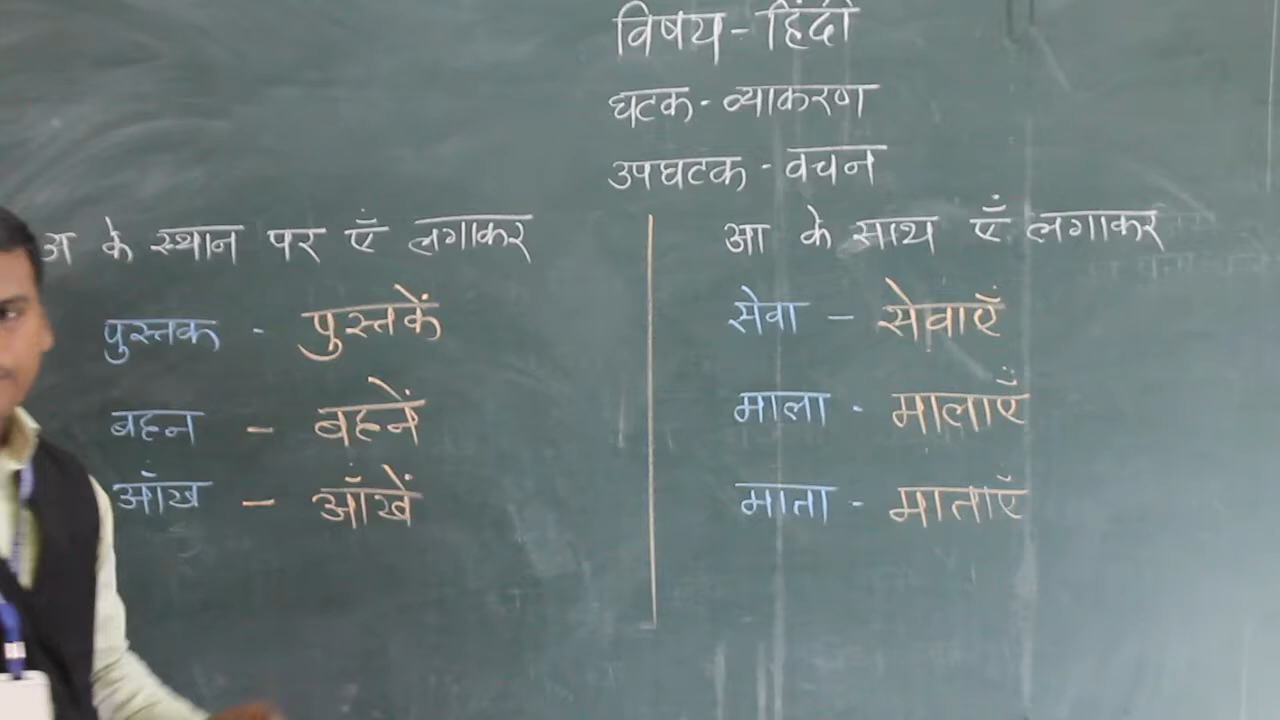 विषय - हिंदी
घटक - व्याकरण
उपघटक - वचन
अ के स्थान पर एँ लगाकर
पुस्तक - पुस्तकें
बहन - बहनें
आँख - आँखें
आ के साथ एँ लगाकर
सेवा - सेवाएँ
माला - मालाएँ
माता - माताएँ